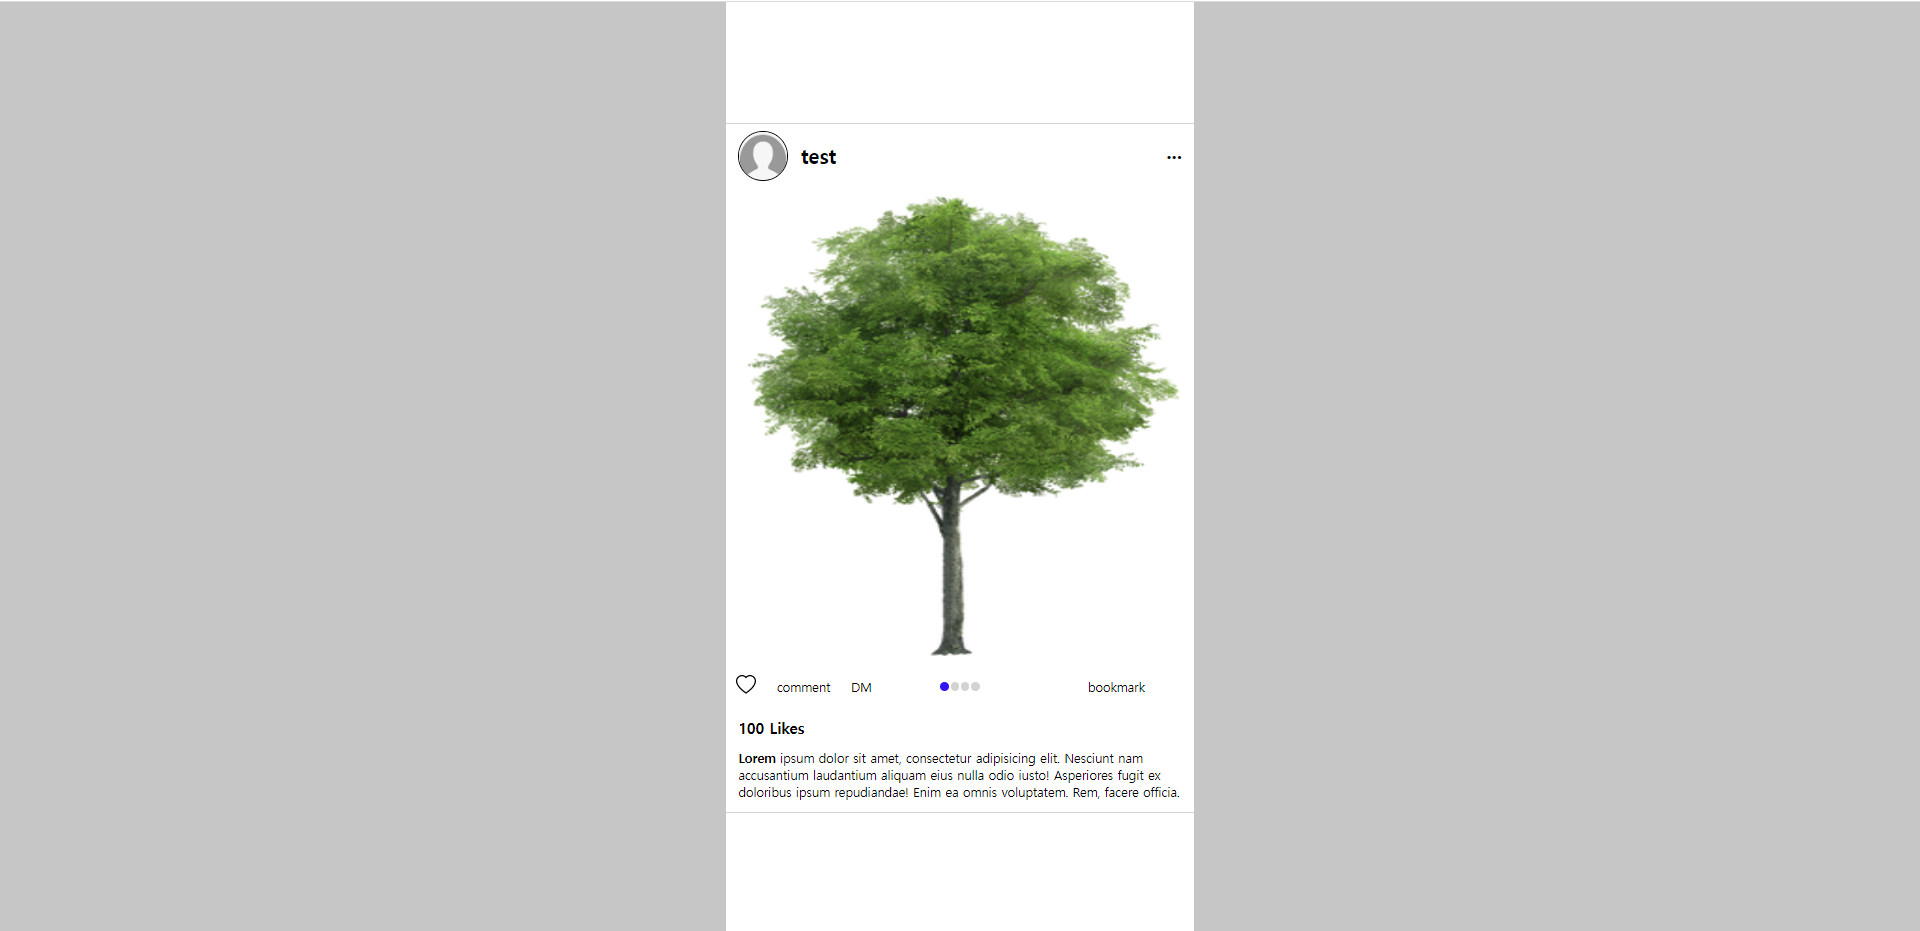 test
...
comment DM bookmark
100 Likes
Lorem ipsum dolor sit amet, consectetur adipisicing elit. Nesciunt nam
accusantium laudantium aliquam eius nulla odio iusto! Asperiores fugit ex
doloribus ipsum repudiandae! Enim ea omnis voluptatem. Rem, facere officia.